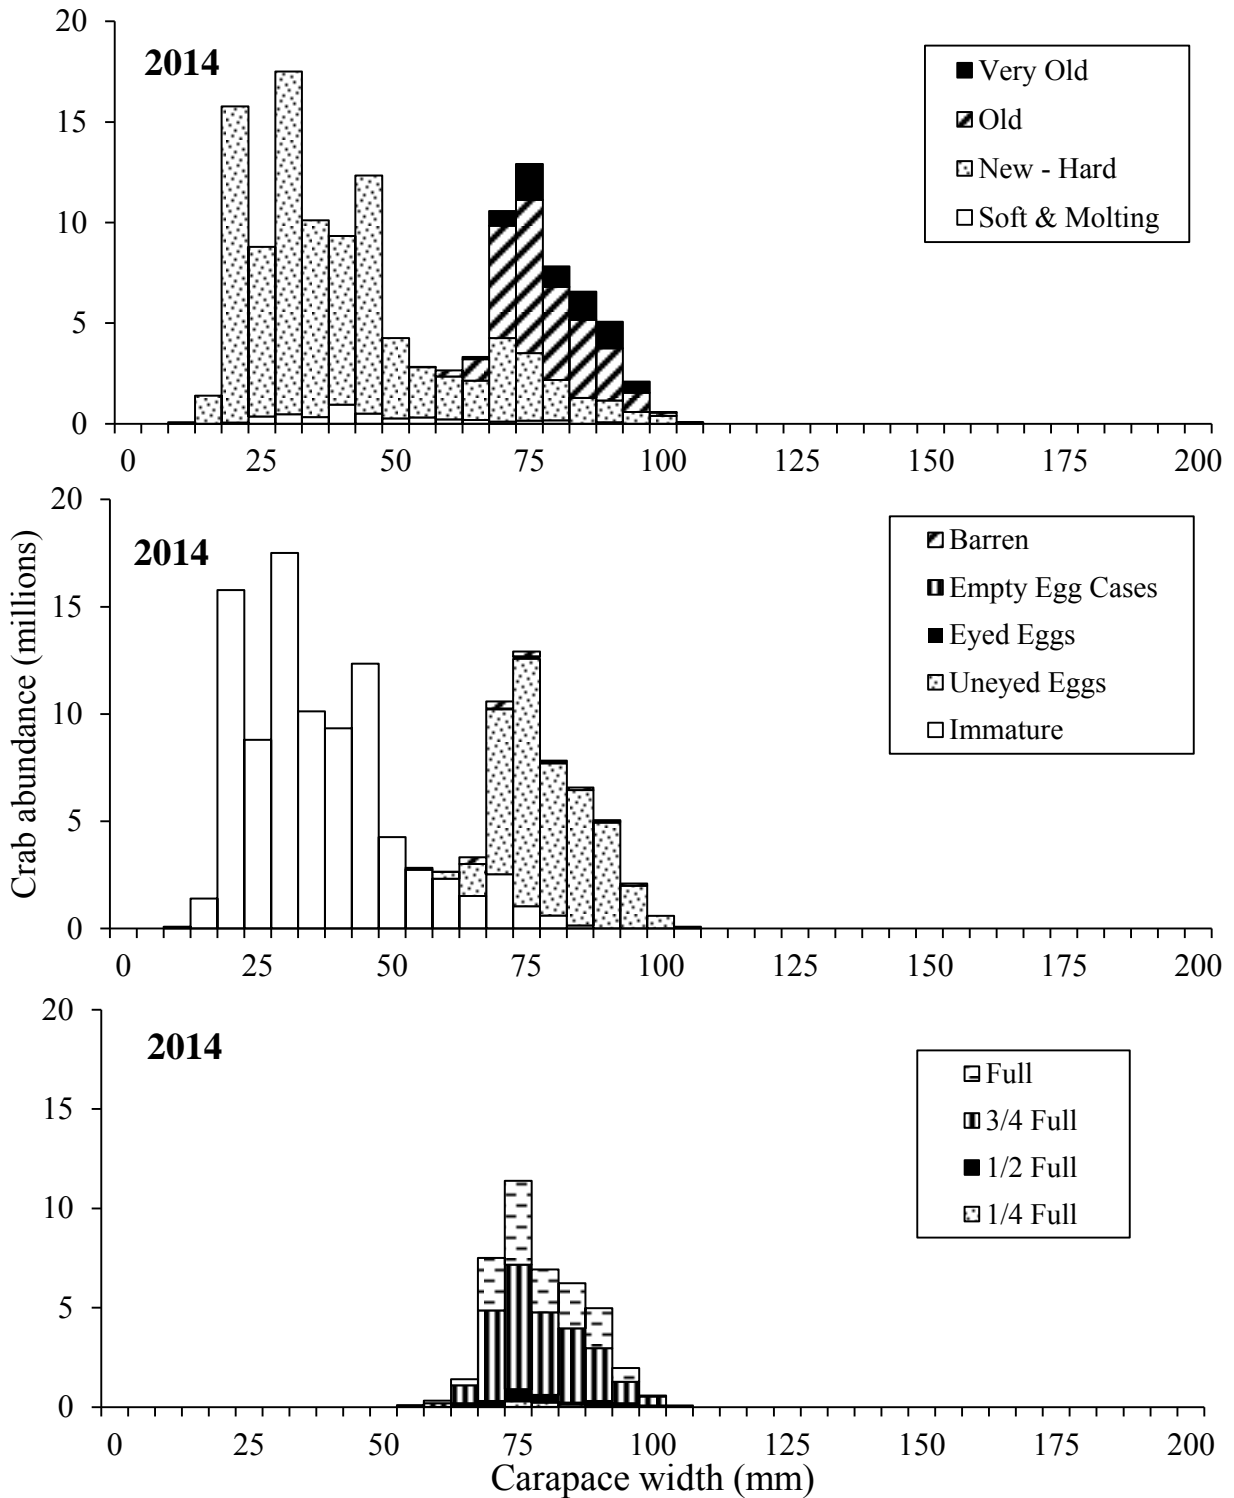 20
15
10
5
0
2014
Very Old
Old
New - Hard
Soft & Molting
0 25 50 75 100 125 150 175 200
Crab abundance (millions)
20
15
10
5
0
2014
Barren
Empty Egg Cases
Eyed Eggs
Uneyed Eggs
Immature
0 25 50 75 100 125 150 175 200
20
15
10
5
0
2014
Full
3/4 Full
1/2 Full
1/4 Full
0 25 50 75 100 125 150 175 200
Carapace width (mm)